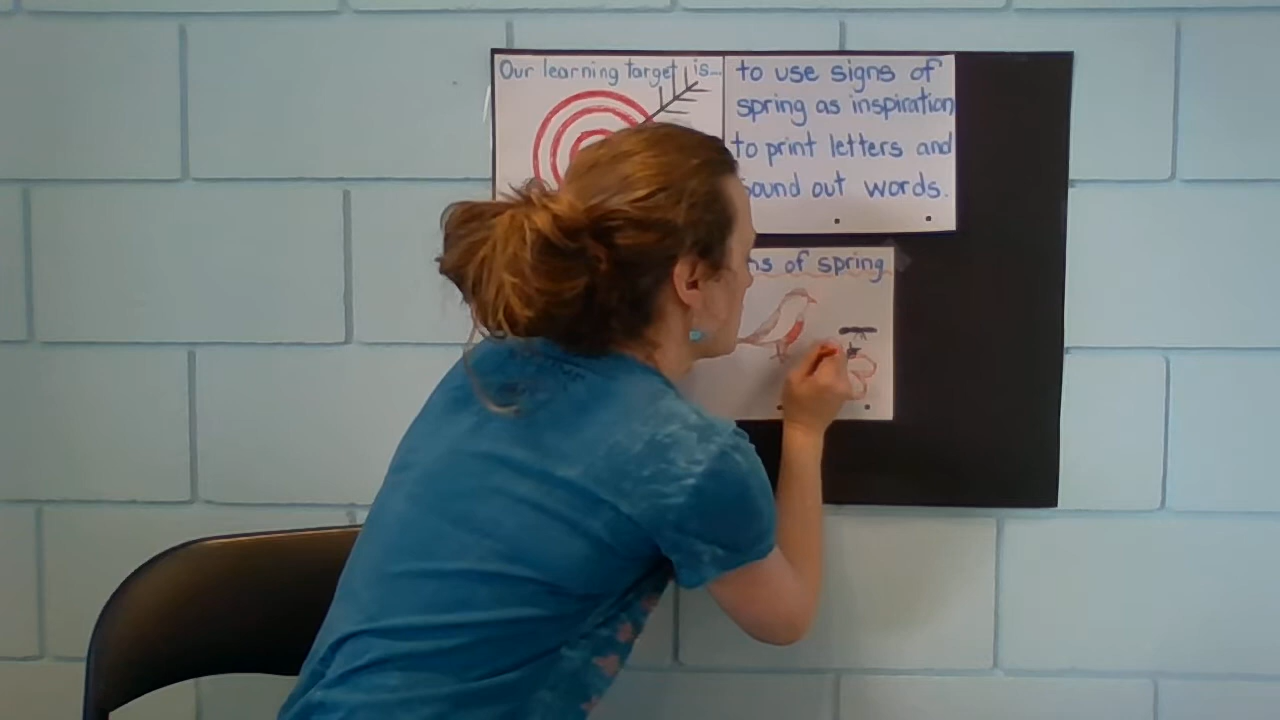 Our learning target is...
to use signs of
spring as inspiration
to print letters and
sound out words.
of spring